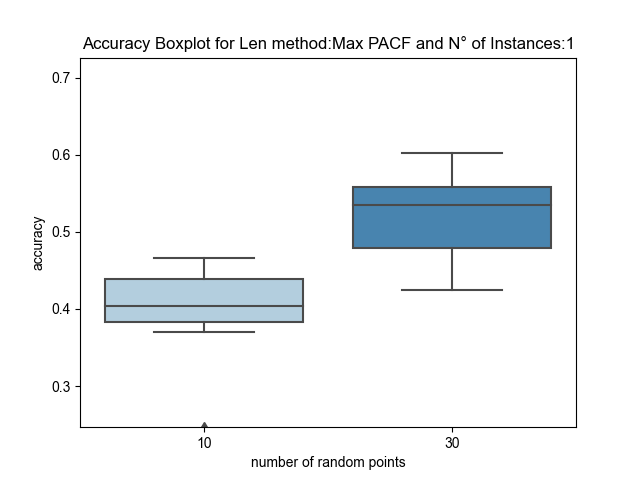 Accuracy Boxplot for Len method:Max PACF and N° of Instances:1
0.7
0.6
0.5
0.4
0.3
accuracy
10
30
number of random points